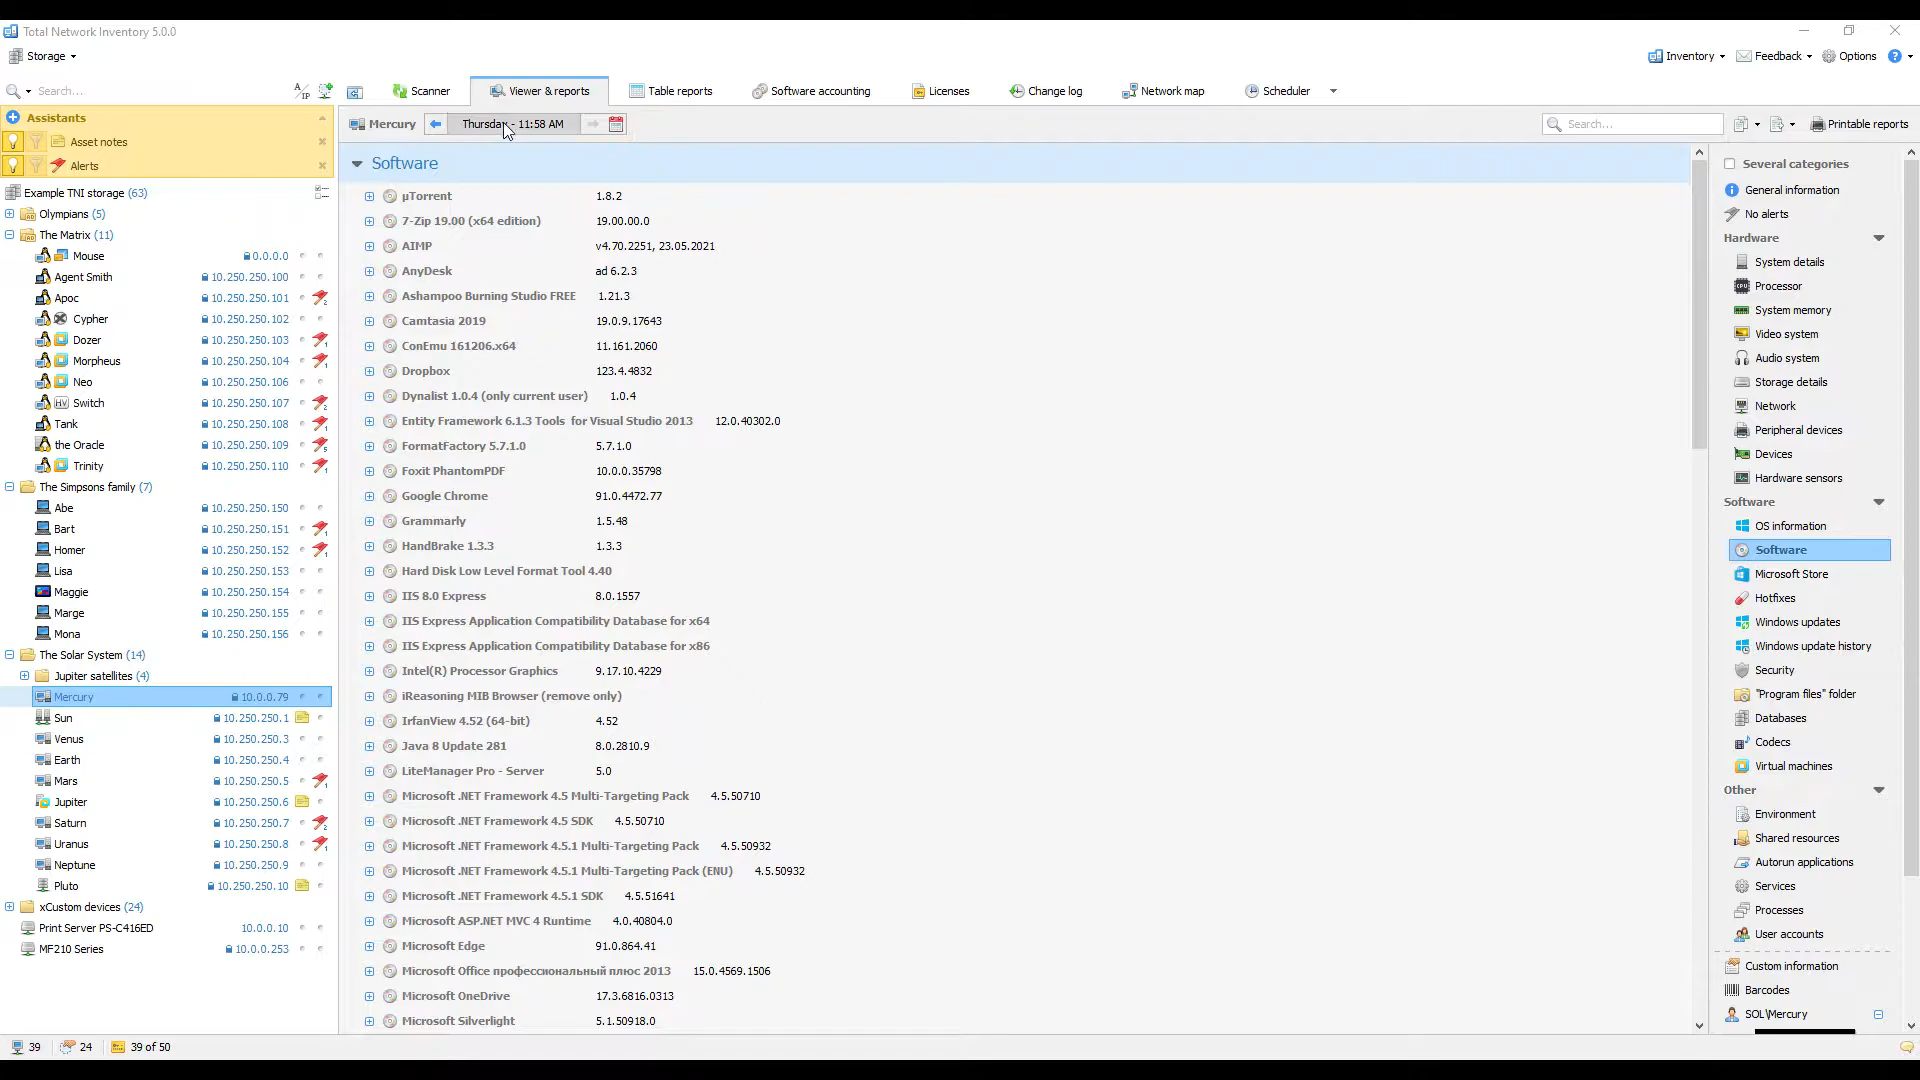 Total Network Inventory 5.0.0
Storage
Inventory
Feedback
Options
Search...
A/IP
Scanner
Viewer & reports
Table reports
Software accounting
Licenses
Change log
Network map
Scheduler
Assistants
Asset notes
Alerts
Example TNI storage (63)
Olympians (5)
The Matrix (11)
Mouse 0.0.0.0
Agent Smith 10.250.250.100
Apoc 10.250.250.101 2
Cypher 10.250.250.102
Dozer 10.250.250.103 1
Morpheus 10.250.250.104 1
Neo 10.250.250.106
HV Switch 10.250.250.107 2
Tank 10.250.250.108 1
the Oracle 10.250.250.109 5
Trinity 10.250.250.110 1
The Simpsons family (7)
Abe 10.250.250.150
Bart 10.250.250.151 1
Homer 10.250.250.152 1
Lisa 10.250.250.153
Maggie 10.250.250.154
Marge 10.250.250.155
Mona 10.250.250.156
The Solar System (14)
Jupiter satellites (4)
Mercury 10.0.0.79
Sun 10.250.250.1
Venus 10.250.250.3
Earth 10.250.250.4
Mars 10.250.250.5 1
Jupiter 10.250.250.6
Saturn 10.250.250.7 2
Uranus 10.250.250.8 1
Neptune 10.250.250.9
Pluto 10.250.250.10
xCustom devices (24)
Print Server PS-C416ED 10.0.0.10
MF210 Series 10.0.0.253
39 24 39 of 50
Mercury
Thursday - 11:58 AM
Search...
Printable reports
Software
µTorrent 1.8.2
7-Zip 19.00 (x64 edition) 19.00.00.0
AIMP v4.70.2251, 23.05.2021
AnyDesk ad 6.2.3
Ashampoo Burning Studio FREE 1.21.3
Camtasia 2019 19.0.9.17643
ConEmu 161206.x64 11.161.2060
Dropbox 123.4.4832
Dynalist 1.0.4 (only current user) 1.0.4
Entity Framework 6.1.3 Tools for Visual Studio 2013 12.0.40302.0
FormatFactory 5.7.1.0 5.7.1.0
Foxit PhantomPDF 10.0.0.35798
Google Chrome 91.0.4472.77
Grammarly 1.5.48
HandBrake 1.3.3 1.3.3
Hard Disk Low Level Format Tool 4.40
IIS 8.0 Express 8.0.1557
IIS Express Application Compatibility Database for x64
IIS Express Application Compatibility Database for x86
Intel(R) Processor Graphics 9.17.10.4229
iReasoning MIB Browser (remove only)
IrfanView 4.52 (64-bit) 4.52
Java 8 Update 281 8.0.2810.9
LiteManager Pro - Server 5.0
Microsoft .NET Framework 4.5 Multi-Targeting Pack 4.5.50710
Microsoft .NET Framework 4.5 SDK 4.5.50710
Microsoft .NET Framework 4.5.1 Multi-Targeting Pack 4.5.50932
Microsoft .NET Framework 4.5.1 Multi-Targeting Pack (ENU) 4.5.50932
Microsoft .NET Framework 4.5.1 SDK 4.5.51641
Microsoft ASP.NET MVC 4 Runtime 4.0.40804.0
Microsoft Edge 91.0.864.41
Microsoft Office профессиональный плюс 2013 15.0.4569.1506
Microsoft OneDrive 17.3.6816.0313
Microsoft Silverlight 5.1.50918.0
Several categories
General information
No alerts
Hardware
System details
CPU Processor
System memory
Video system
Audio system
Storage details
Network
Peripheral devices
Devices
Hardware sensors
Software
OS information
Software
Microsoft Store
Hotfixes
Windows updates
Windows update history
Security
"Program files" folder
Databases
Codecs
Virtual machines
Other
Environment
Shared resources
Autorun applications
Services
Processes
User accounts
Custom information
Barcodes
SOL\Mercury